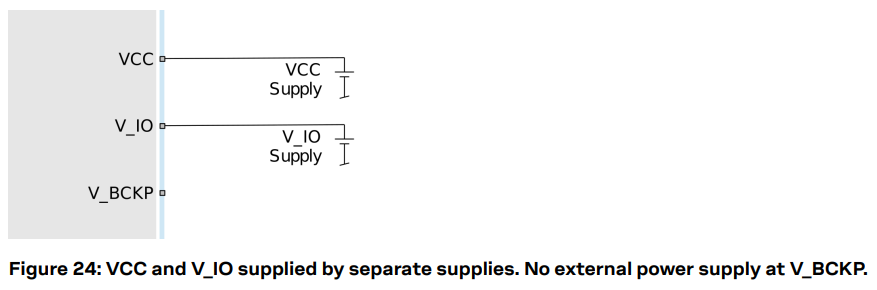 VCC
VCC
Supply
V_IO
V_IO
Supply
V_BCKP
Figure 24: VCC and V_IO supplied by separate supplies. No external power supply at V_BCKP.